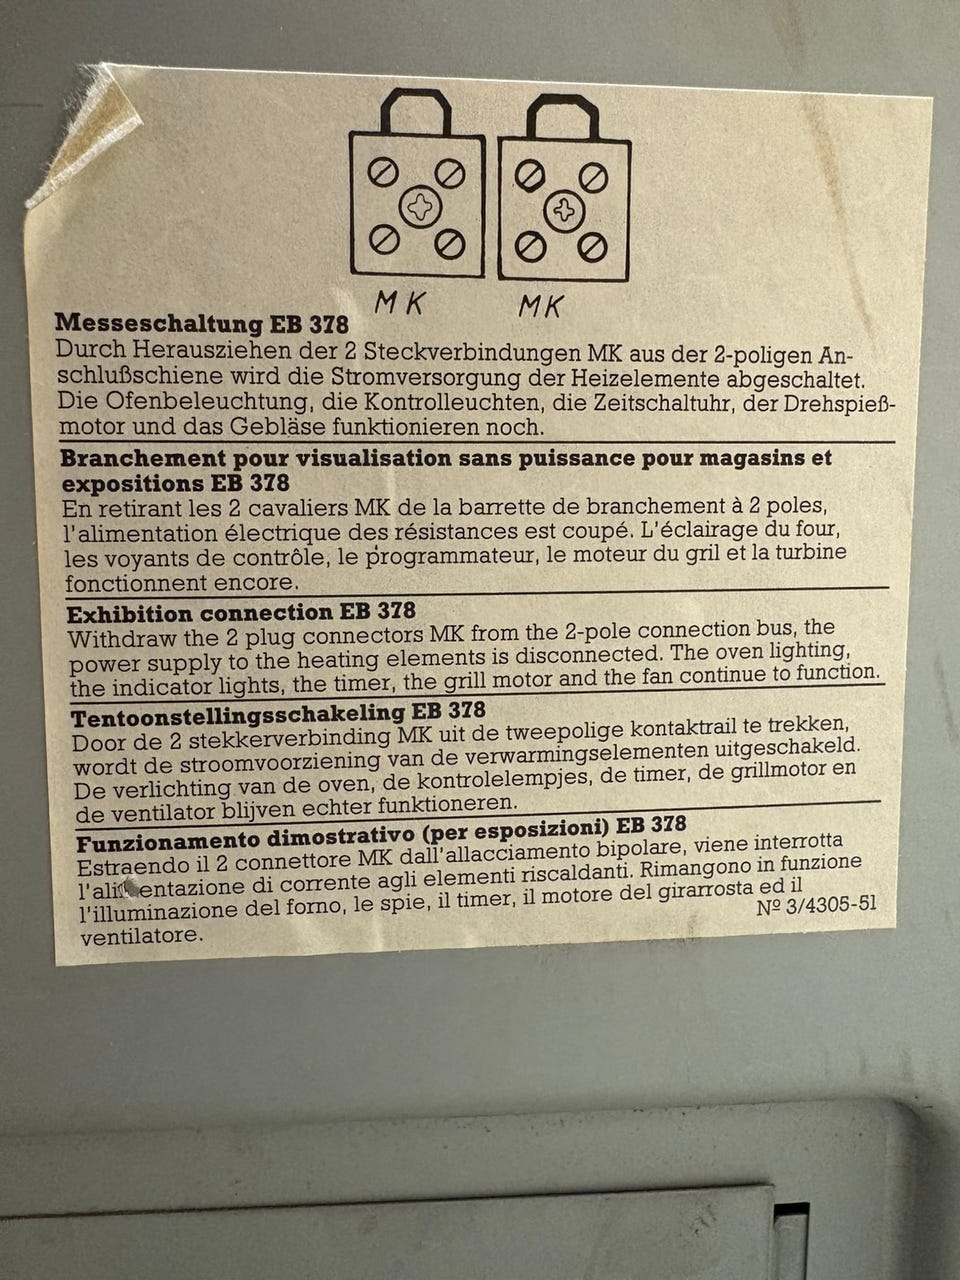 MK MK
Messeschaltung EB 378
Durch Herausziehen der 2 Steckverbindungen MK aus der 2-poligen An-
schlußschiene wird die Stromversorgung der Heizelemente abgeschaltet.
Die Ofenbeleuchtung, die Kontrolleuchten, die Zeitschaltuhr, der Drehspieß-
motor und das Gebläse funktionieren noch.
Branchement pour visualisation sans puissance pour magasins et
expositions EB 378
En retirant les 2 cavaliers MK de la barrette de branchement à 2 poles,
l'alimentation électrique des résistances est coupé. L'éclairage du four,
les voyants de contrôle, le programmateur, le moteur du gril et la turbine
fonctionnent encore.
Exhibition connection EB 378
Withdraw the 2 plug connectors MK from the 2-pole connection bus, the
power supply to the heating elements is disconnected. The oven lighting,
the indicator lights, the timer, the grill motor and the fan continue to function.
Tentoonstellingsschakeling EB 378
Door de 2 stekkerverbinding MK uit de tweepolige kontaktrail te trekken,
wordt de stroomvoorziening van de verwarmingselementen uitgeschakeld.
De verlichting van de oven, de kontrolelempjes, de timer, de grillmotor en
de ventilator blijven echter funktioneren.
Funzionamento dimostrativo (per esposizioni) EB 378
Estraendo il 2 connettore MK dall'allacciamento bipolare, viene interrotta
l'alimentazione di corrente agli elementi riscaldanti. Rimangono in funzione
l'illuminazione del forno, le spie, il timer, il motore del girarrosta ed il
ventilatore.
Nº 3/4305-51